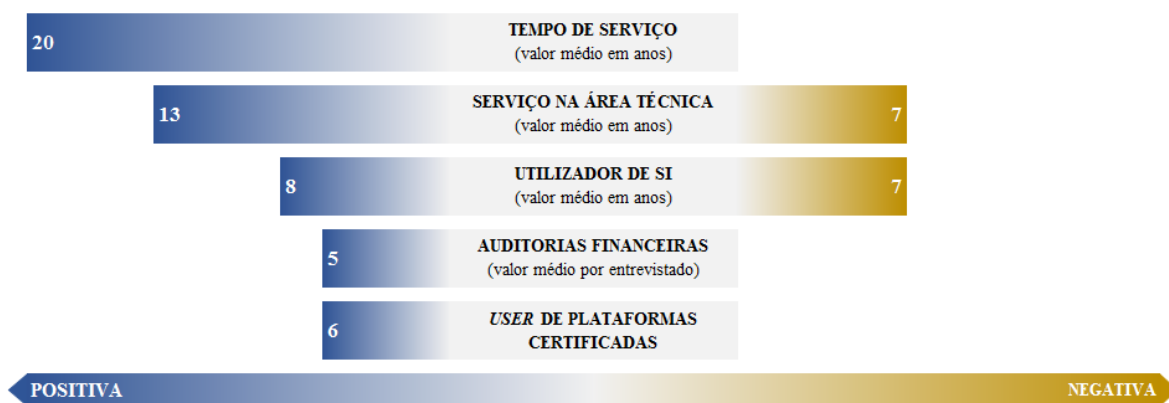 20
TEMPO DE SERVIÇO
(valor médio em anos)
13
SERVIÇO NA ÁREA TÉCNICA
(valor médio em anos)
7
8
UTILIZADOR DE SI
(valor médio em anos)
7
5
AUDITORIAS FINANCEIRAS
(valor médio por entrevistado)
6
USER DE PLATAFORMAS
CERTIFICADAS
POSITIVA
NEGATIVA